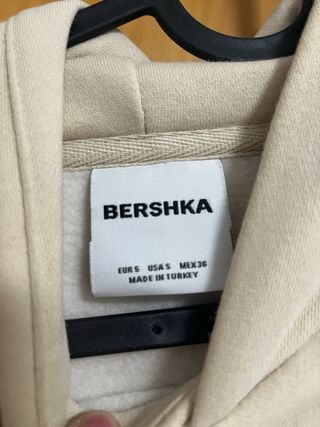 BERSHKA
EUR S USA S MEX 36
MADE IN TURKEY